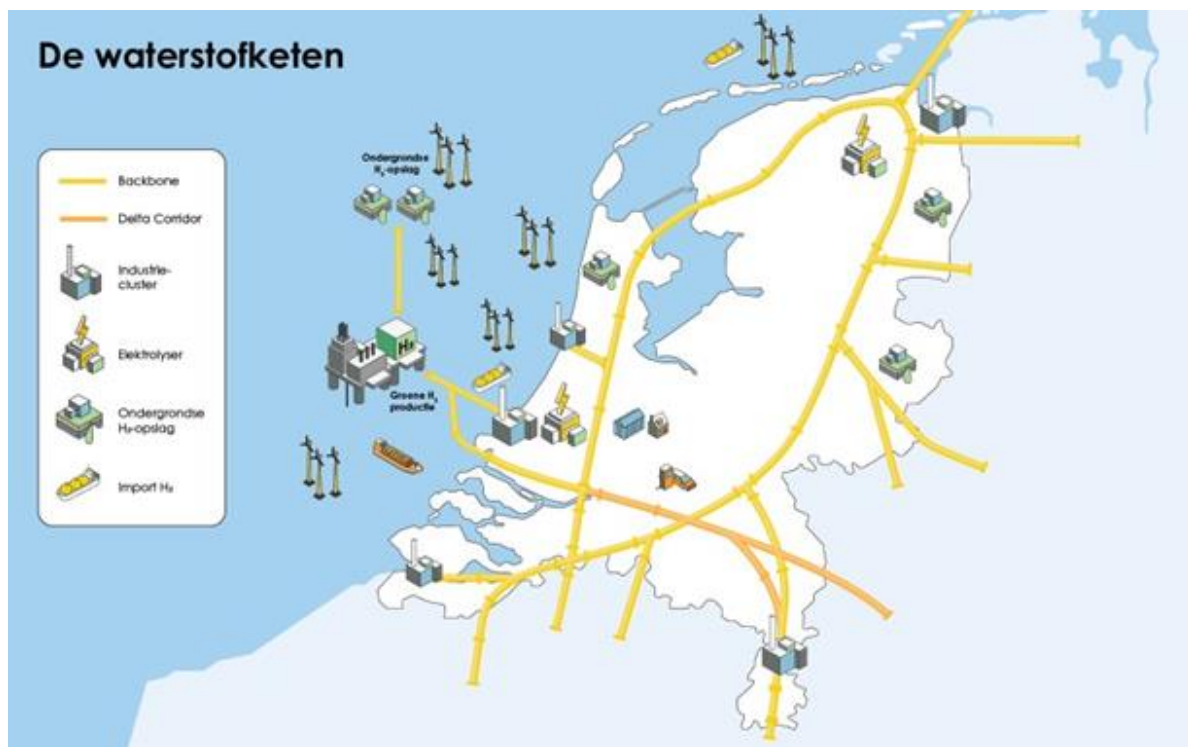 De waterstofketen
Backbone
Delta Corridor
Industrie-
cluster
Elektrolyser
Ondergrondse
H₂-opslag
Import H₂
Ondergrondse
H₂-opslag
H₂
Groene H₂
productie